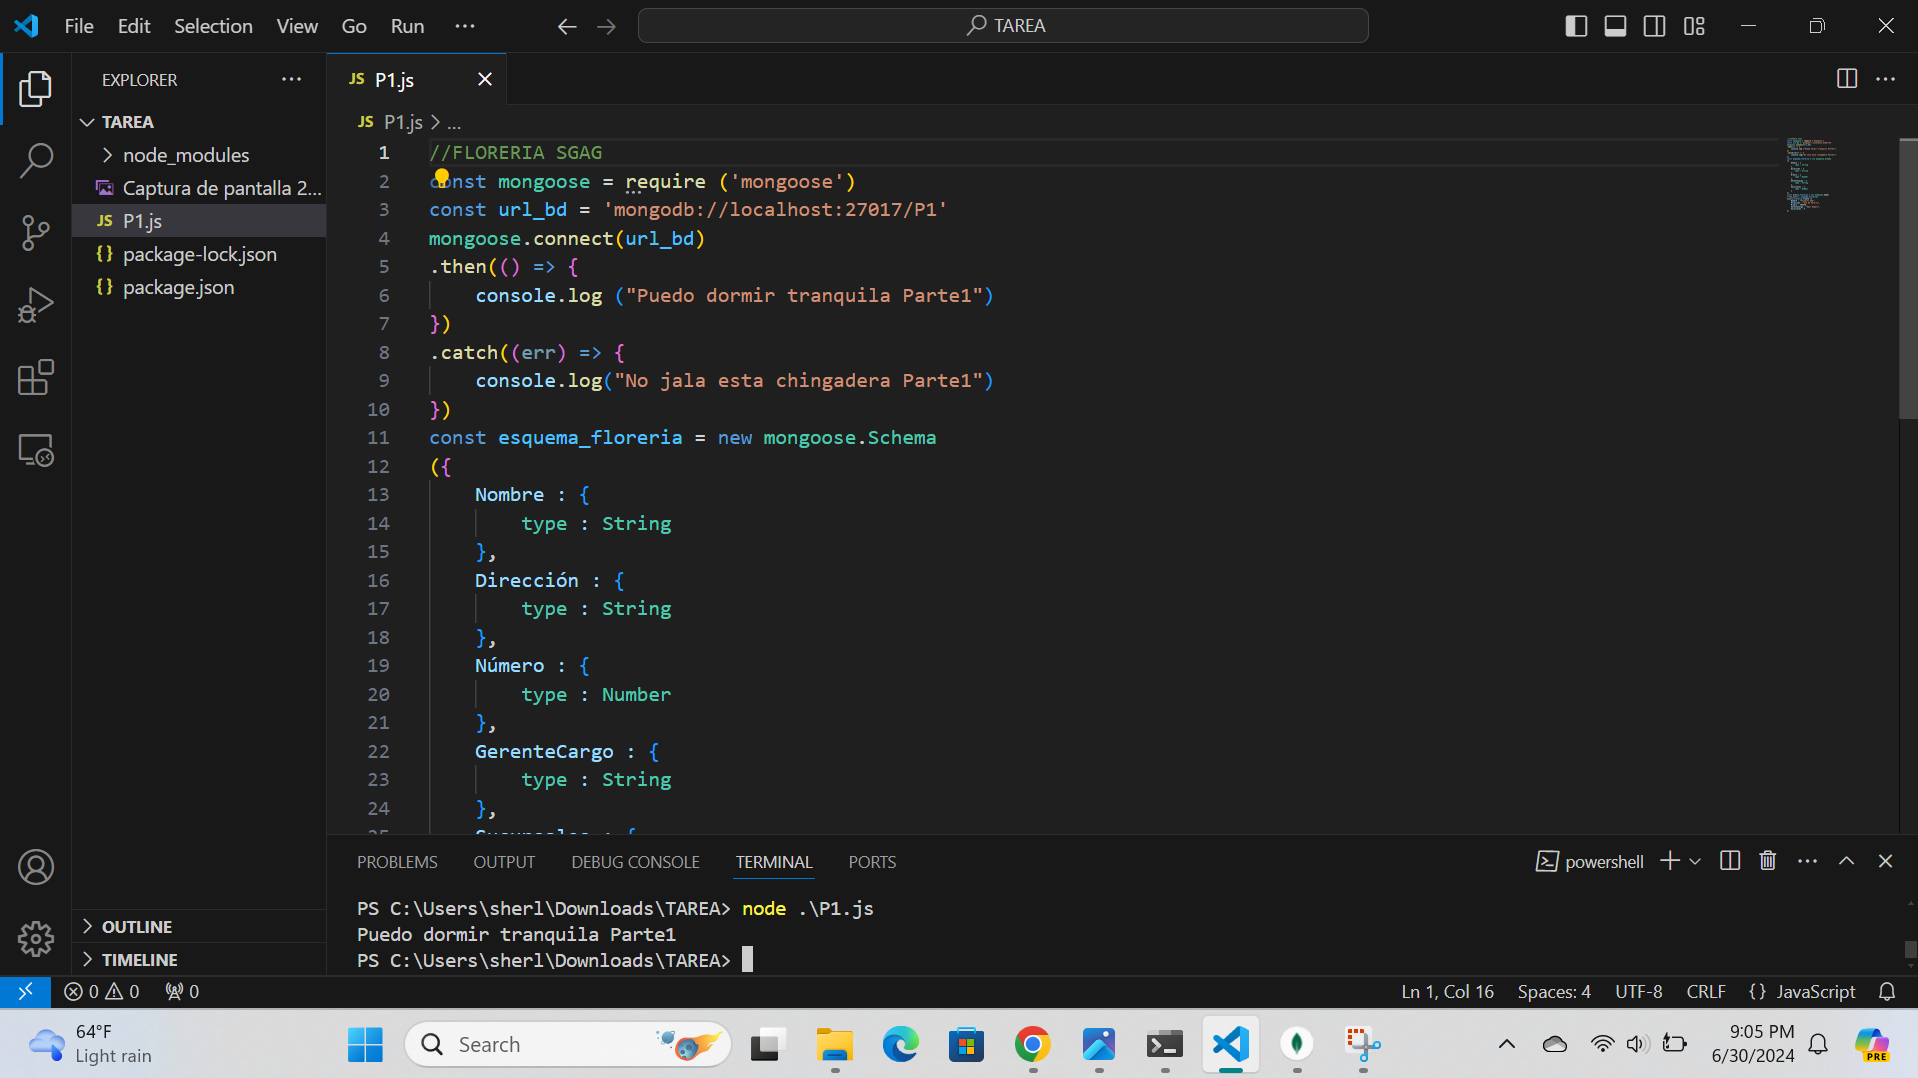 File Edit Selection View Go Run ...
TAREA
EXPLORER
TAREA
node_modules
Captura de pantalla 2...
JS P1.js
{} package-lock.json
{} package.json
OUTLINE
TIMELINE
JS P1.js
JS P1.js > ...
1 //FLORERIA SGAG
2 const mongoose = require ('mongoose')
3 const url_bd = 'mongodb://localhost:27017/P1'
4 mongoose.connect(url_bd)
5 .then(() => {
6 console.log ("Puedo dormir tranquila Parte1")
7 })
8 .catch((err) => {
9 console.log("No jala esta chingadera Parte1")
10 })
11 const esquema_floreria = new mongoose.Schema
12 ({
13 Nombre : {
14 type : String
15 },
16 Dirección : {
17 type : String
18 },
19 Número : {
20 type : Number
21 },
22 GerenteCargo : {
23 type : String
24 },
PROBLEMS OUTPUT DEBUG CONSOLE TERMINAL PORTS
powershell
PS C:\Users\sherl\Downloads\TAREA> node .\P1.js
Puedo dormir tranquila Parte1
PS C:\Users\sherl\Downloads\TAREA>
0 0 0
Ln 1, Col 16 Spaces: 4 UTF-8 CRLF {} JavaScript
64°F
Light rain
Search
9:05 PM
6/30/2024
PRE